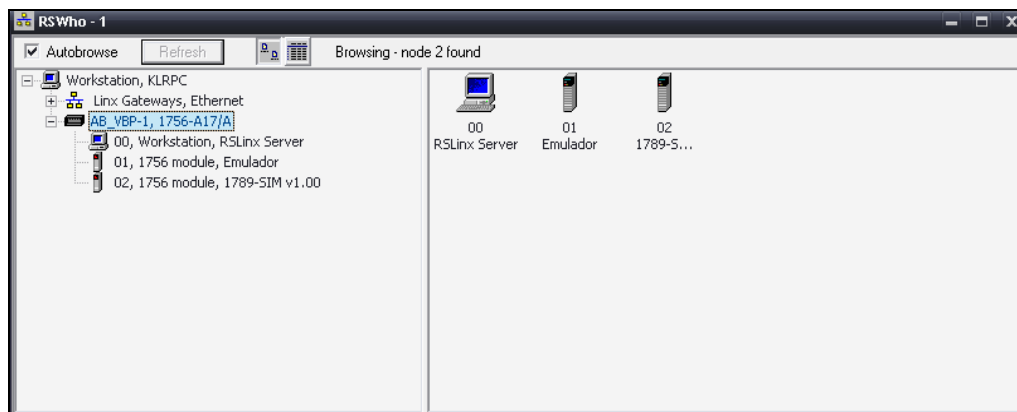 RSWho - 1
Autobrowse Refresh Browsing - node 2 found
Workstation, KLRPC
Linx Gateways, Ethernet
AB_VBP-1, 1756-A17/A
00, Workstation, RSLinx Server
01, 1756 module, Emulador
02, 1756 module, 1789-SIM v1.00
00 01 02
RSLinx Server Emulador 1789-S...